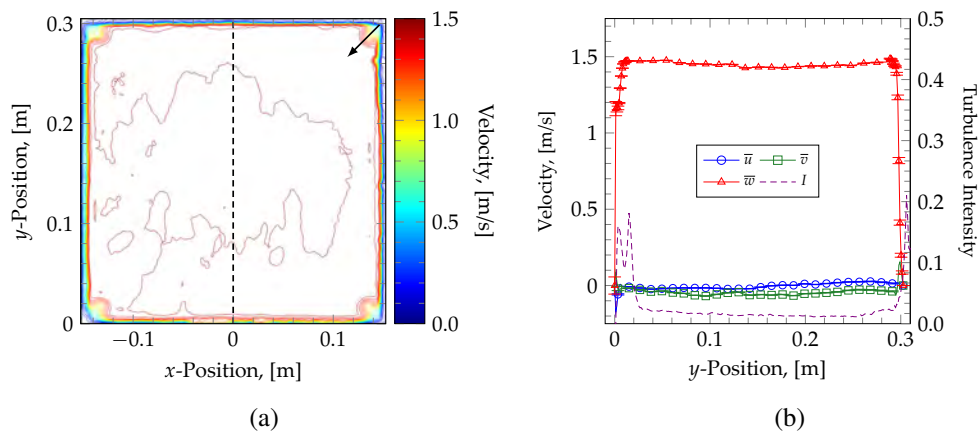 0.3
0.2
0.1
0
−0.1
0
0.1
x-Position, [m]
y-Position, [m]
1.5
1.0
0.5
0.0
Velocity, [m/s]
(a)
1.5
1
0.5
0
Velocity, [m/s]
0
0.1
0.2
0.3
y-Position, [m]
0.5
0.4
0.3
0.2
0.1
0.0
Turbulence Intensity
u̅ v̅
w̅ I
(b)